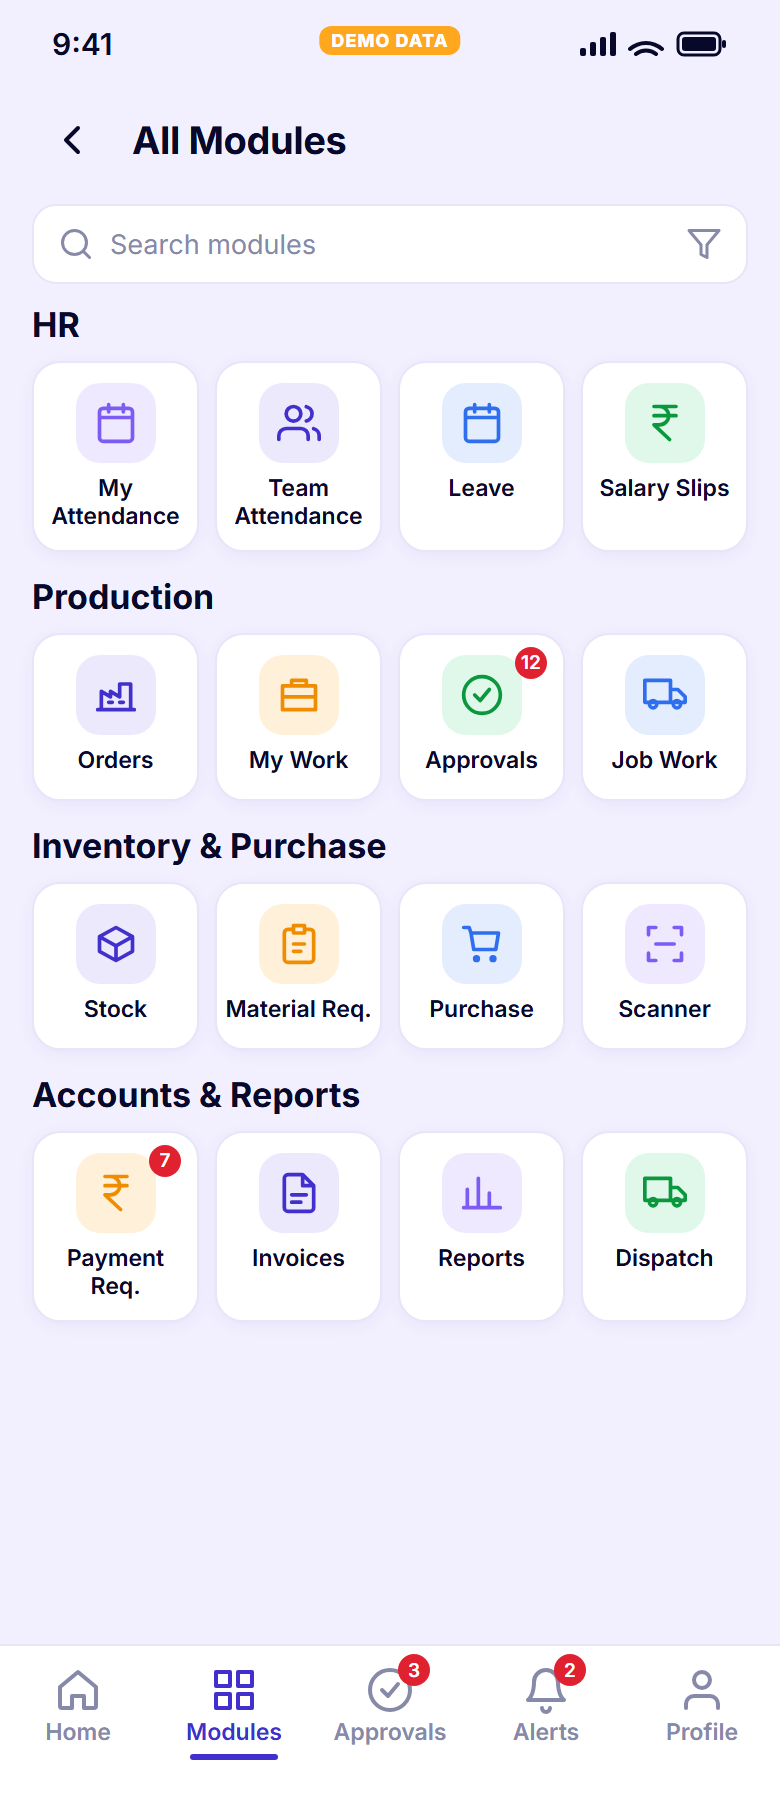 9:41
DEMO DATA
All Modules
Search modules
HR
My
Attendance
Team
Attendance
Leave
Salary Slips
Production
12
Orders
My Work
Approvals
Job Work
Inventory & Purchase
Stock
Material Req.
Purchase
Scanner
Accounts & Reports
7
Payment
Req.
Invoices
Reports
Dispatch
3
2
Home
Modules
Approvals
Alerts
Profile